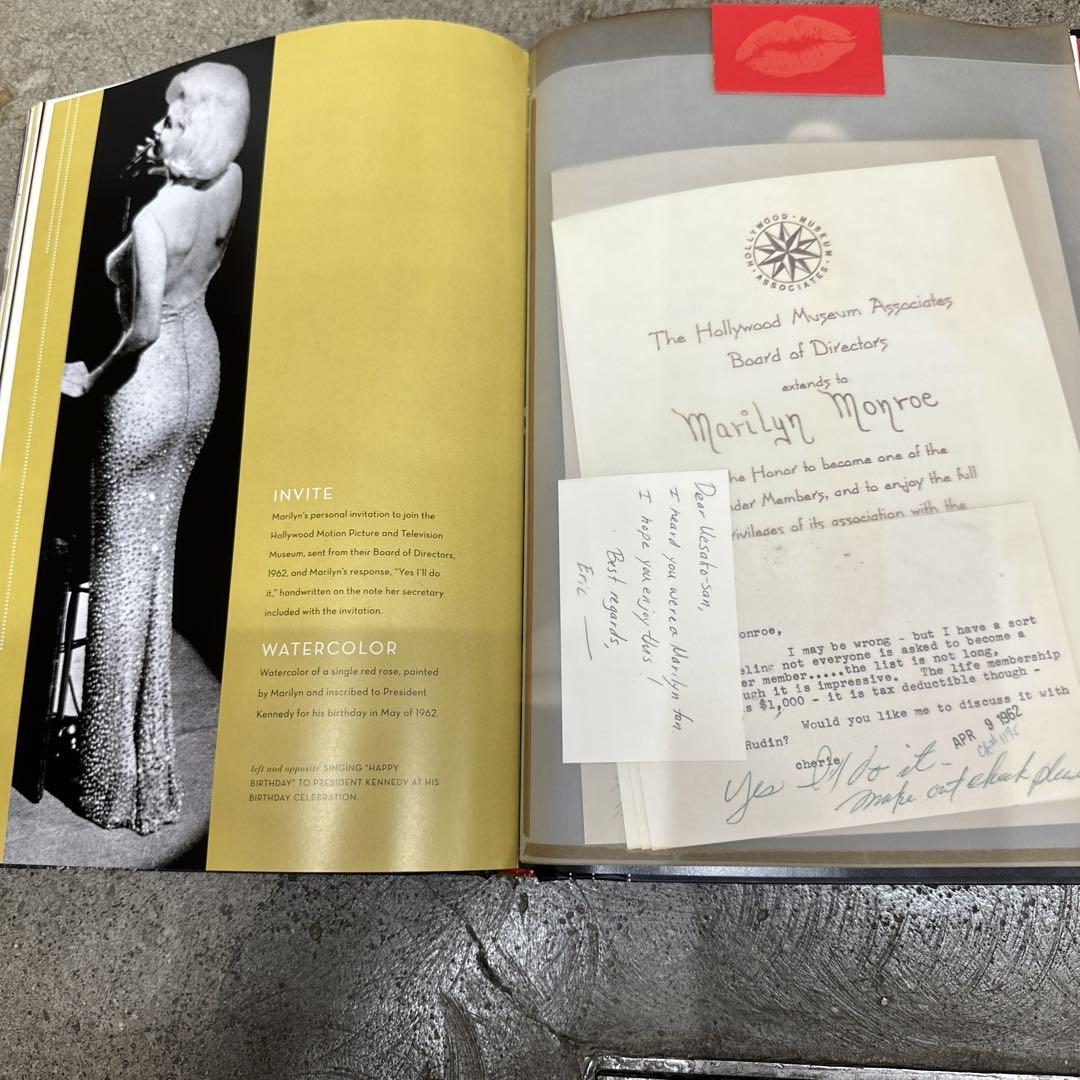 INVITE
Marilyn's personal invitation to join the
Hollywood Motion Picture and Television
Museum, sent from their Board of Directors,
1962, and Marilyn's response, "Yes I'll do
it," handwritten on the note her secretary
included with the invitation.
WATERCOLOR
Watercolor of a single red rose, painted
by Marilyn and inscribed to President
Kennedy for his birthday in May of 1962.
left and opposite SINGING "HAPPY
BIRTHDAY" TO PRESIDENT KENNEDY AT HIS
BIRTHDAY CELEBRATION.
HOLLYWOOD · MUSEUM · ASSOCIATES ·
The Hollywood Museum Associates
Board of Directors
extends to
Marilyn Monroe
he Honor to become one of the
nder Members, and to enjoy the full
rivileges of its association with the
Dear Uesato-san,
I heard you were a Marilyn fan.
I hope you enjoy this!
Best regards,
Eric
onroe,
I may be wrong - but I have a sort
eling not everyone is asked to become a
er member.....the list is not long,
ugh it is impressive. The life membership
s $1,000 - it is tax deductible though -
Would you like me to discuss it with
Rudin?
cherie
APR 9 1962
Yes I'll do it -
make out check